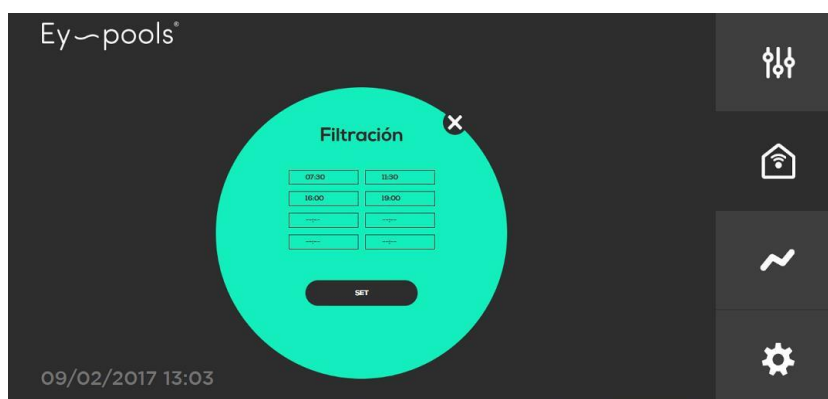 Ey-pools®
Filtración
07:30 11:30
16:00 19:00
--:-- --:--
--:-- --:--
SET
09/02/2017 13:03